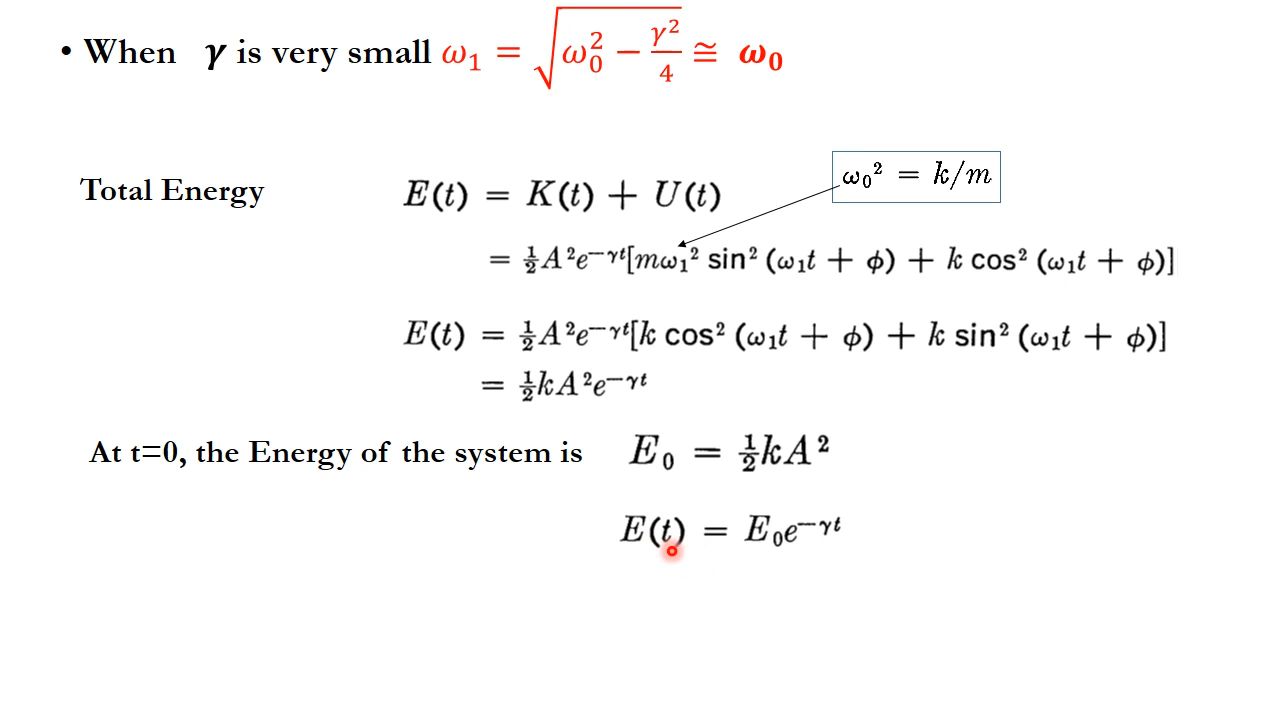 • When γ is very small ω₁ = √(ω₀² − γ²/4) ≅ ω₀
ω₀² = k/m
Total Energy E(t) = K(t) + U(t)
= ½A²e^−γt[mω₁² sin² (ω₁t + ϕ) + k cos² (ω₁t + ϕ)]
E(t) = ½A²e^−γt[k cos² (ω₁t + ϕ) + k sin² (ω₁t + ϕ)]
= ½kA²e^−γt
At t=0, the Energy of the system is E₀ = ½kA²
E(t) = E₀e^−γt